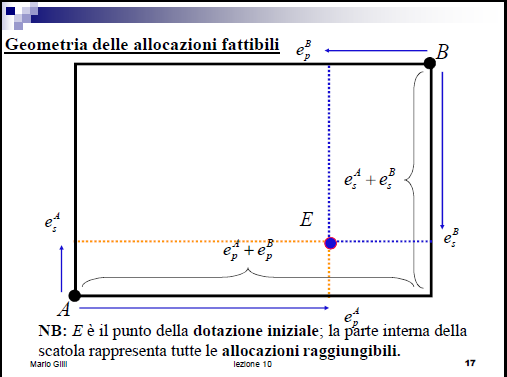 Geometria delle allocazioni fattibili
e_p^B
B
e_s^A + e_s^B
E
e_s^A
e_s^B
e_p^A + e_p^B
A
e_p^A
NB: E è il punto della dotazione iniziale; la parte interna della
scatola rappresenta tutte le allocazioni raggiungibili.
Mario Gilli
lezione 10
17